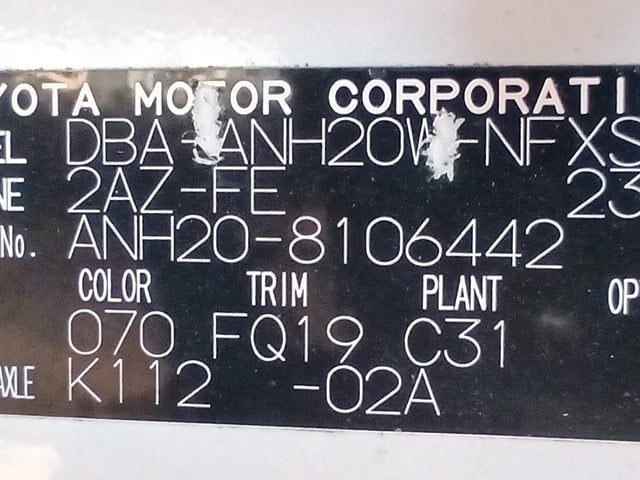 YOTA MOTOR CORPORATI
EL DBA-ANH20W-NFXS
NE 2AZ-FE 23
No. ANH20-8106442
COLOR TRIM PLANT OP
070 FQ19 C31
AXLE K112 -02A